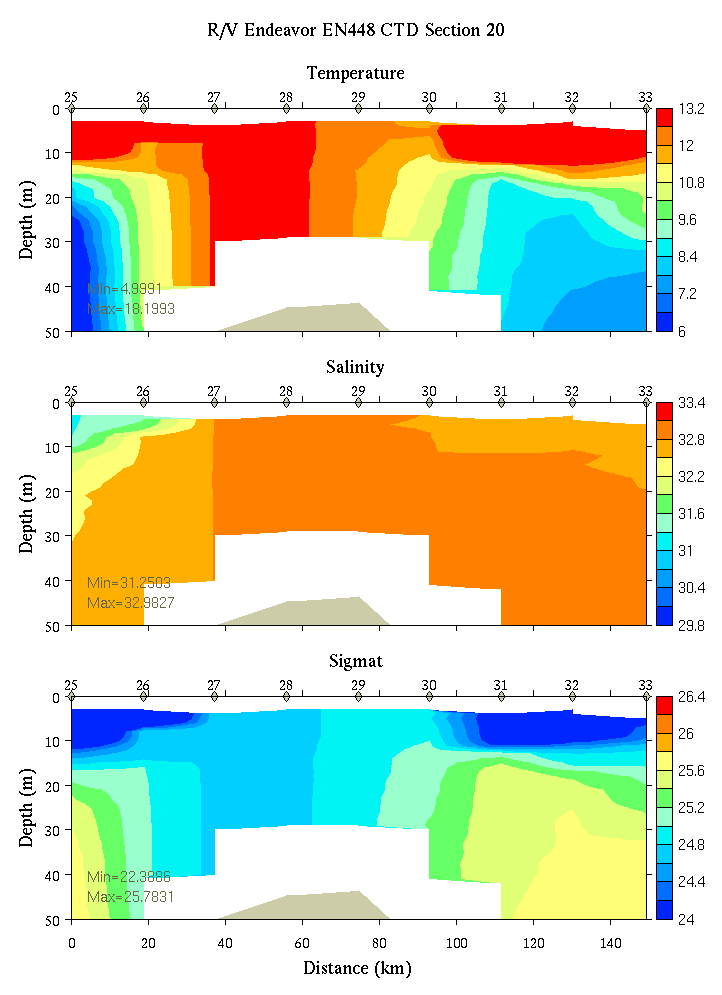 R/V Endeavor EN448 CTD Section 20
Temperature
25 26 27 28 29 30 31 32 33
0
10
20
30
40
50
Depth (m)
Min=4.9991
Max=18.1993
13.2
12
10.8
9.6
8.4
7.2
6
Salinity
25 26 27 28 29 30 31 32 33
0
10
20
30
40
50
Depth (m)
Min=31.2503
Max=32.9827
33.4
32.8
32.2
31.6
31
30.4
29.8
Sigmat
25 26 27 28 29 30 31 32 33
0
10
20
30
40
50
Depth (m)
Min=22.3886
Max=25.7831
26.4
26
25.6
25.2
24.8
24.4
24
0 20 40 60 80 100 120 140
Distance (km)